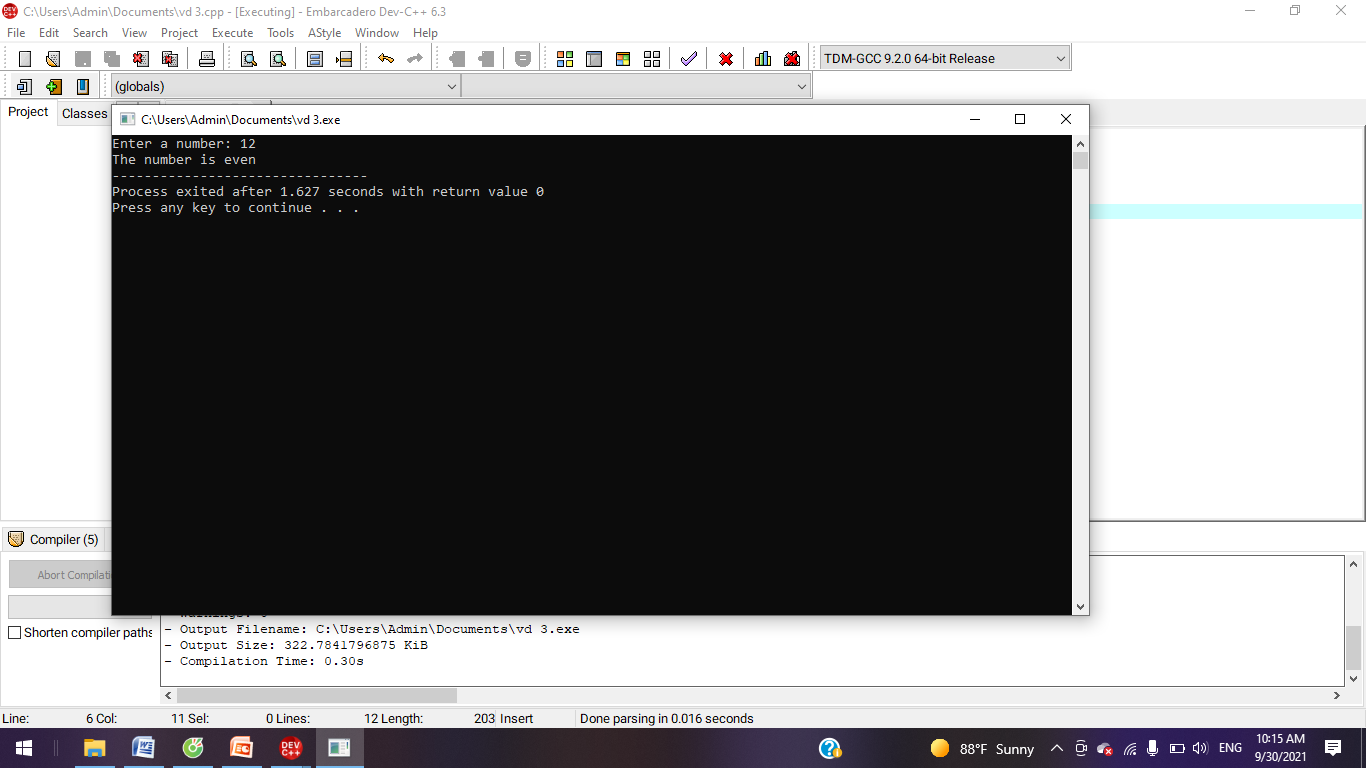 C:\Users\Admin\Documents\vd 3.cpp - [Executing] - Embarcadero Dev-C++ 6.3
File Edit Search View Project Execute Tools AStyle Window Help
TDM-GCC 9.2.0 64-bit Release
(globals)
Project Classes
C:\Users\Admin\Documents\vd 3.exe
Enter a number: 12
The number is even
--------------------------------
Process exited after 1.627 seconds with return value 0
Press any key to continue . . .
Compiler (5)
Abort
Shorten compiler paths
- Output Filename: C:\Users\Admin\Documents\vd 3.exe
- Output Size: 322.7841796875 KiB
- Compilation Time: 0.30s
Line: 6 Col: 11 Sel: 0 Lines: 12 Length: 203 Insert Done parsing in 0.016 seconds
DEV C++
88°F Sunny
ENG
10:15 AM
9/30/2021